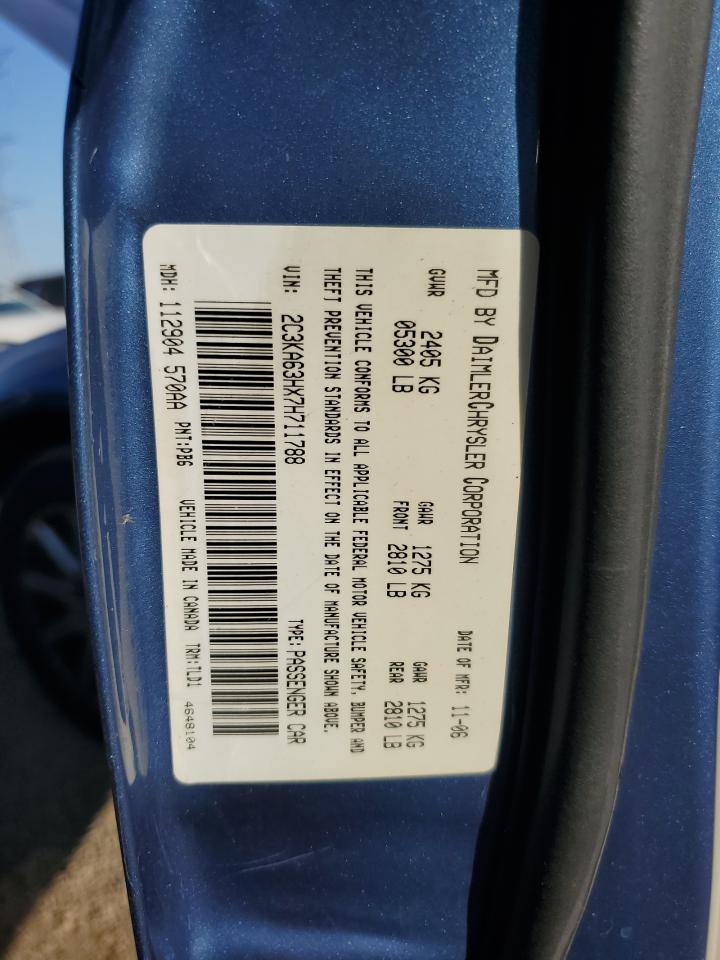 MFD BY DAIMLERCHRYSLER CORPORATION
DATE OF MFR: 11-06
GVWR 2405 KG
05300 LB
GAWR 1275 KG
FRONT 2810 LB
GAWR 1275 KG
REAR 2810 LB
THIS VEHICLE CONFORMS TO ALL APPLICABLE FEDERAL MOTOR VEHICLE SAFETY, BUMPER AND
THEFT PREVENTION STANDARDS IN EFFECT ON THE DATE OF MANUFACTURE SHOWN ABOVE.
VIN: 2C3KA63HX7H711788 TYPE: PASSENGER CAR
MDH: 112904 570AA PNT:PB6 VEHICLE MADE IN CANADA TRM:TLD1 4648104